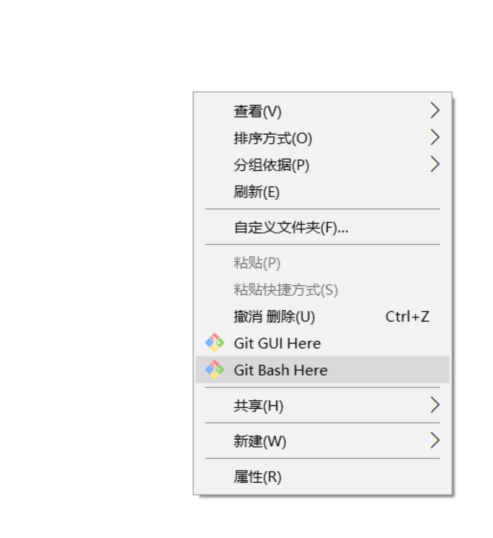 查看(V)
排序方式(O)
分组依据(P)
刷新(E)
自定义文件夹(F)...
粘贴(P)
粘贴快捷方式(S)
撤消 删除(U) Ctrl+Z
Git GUI Here
Git Bash Here
共享(H)
新建(W)
属性(R)